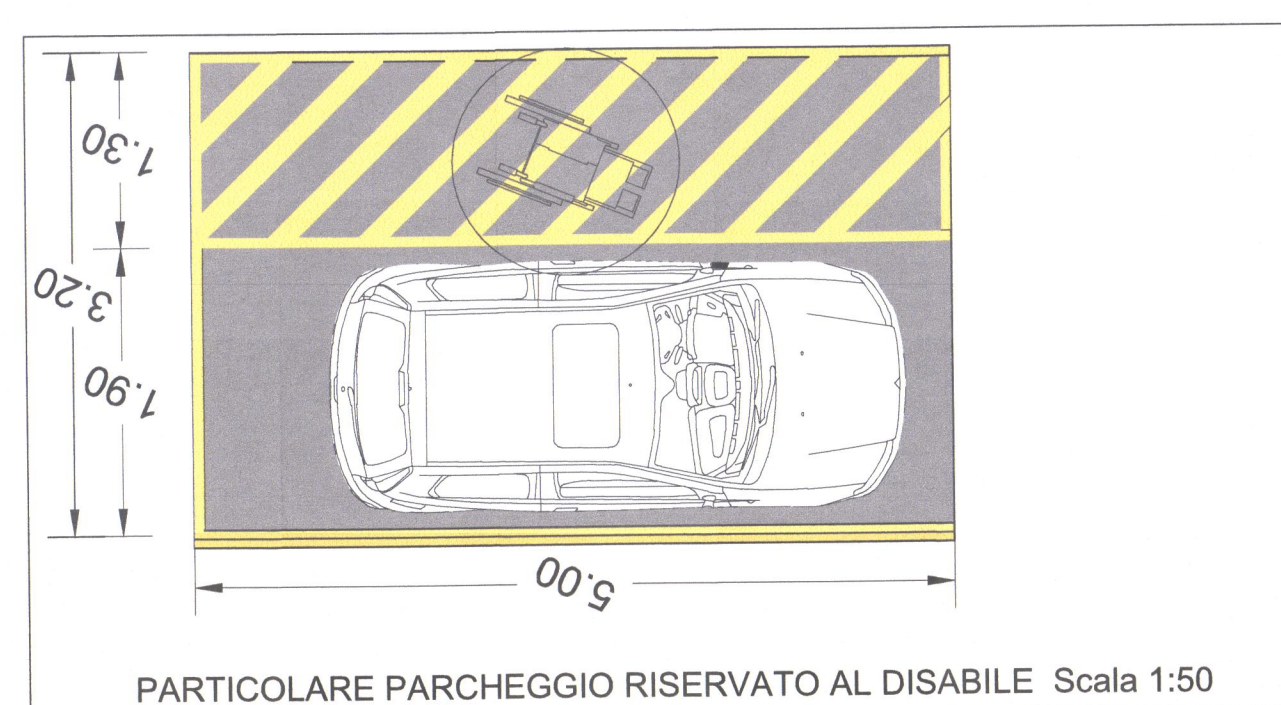 1.30
3.20
1.90
5.00
PARTICOLARE PARCHEGGIO RISERVATO AL DISABILE Scala 1:50